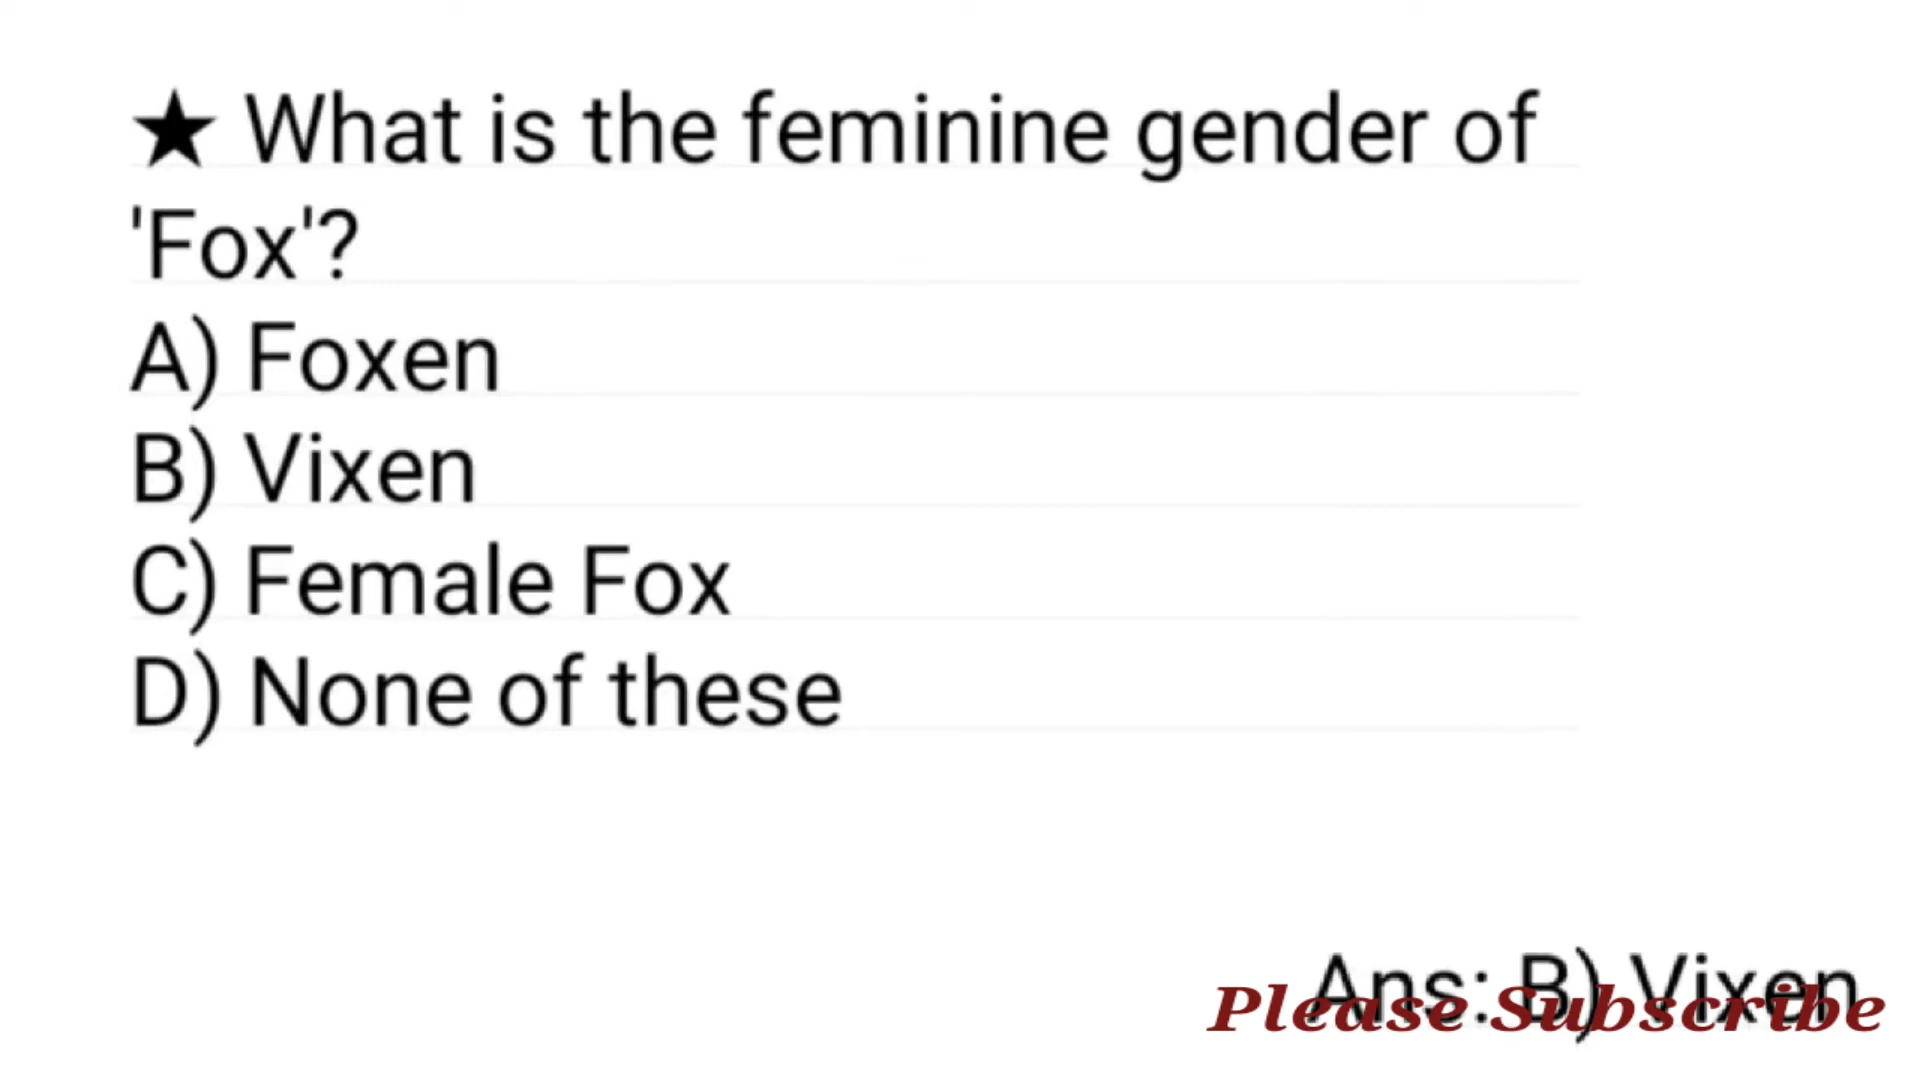 ★ What is the feminine gender of
'Fox'?
A) Foxen
B) Vixen
C) Female Fox
D) None of these
Ans: B) Vixen
Please Subscribe